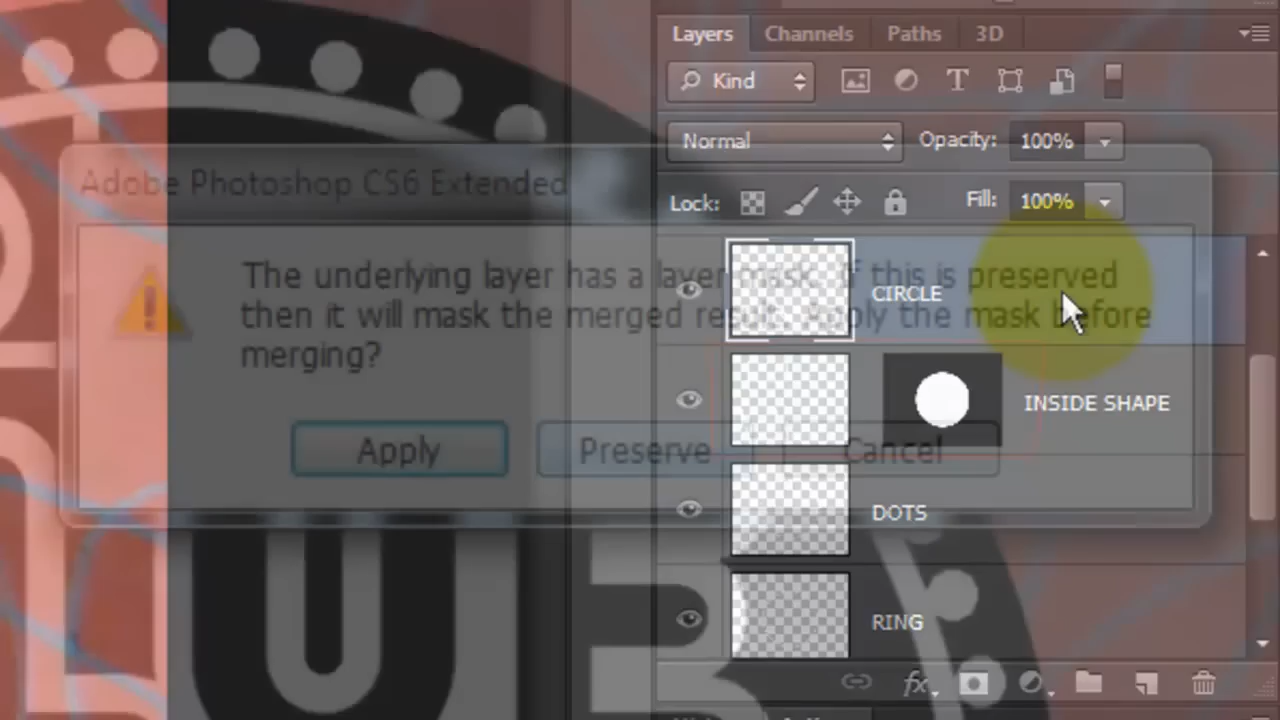 Layers Channels Paths 3D
Kind
Normal Opacity: 100%
Lock: Fill: 100%
Adobe Photoshop CS6 Extended
The underlying layer has a layer mask. If this is preserved
then it will mask the merged result. Apply the mask before
merging?
Apply Preserve Cancel
CIRCLE
INSIDE SHAPE
DOTS
RING
fx